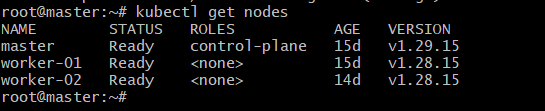 root@master:~# kubectl get nodes
NAME        STATUS   ROLES           AGE   VERSION
master      Ready    control-plane   15d   v1.29.15
worker-01   Ready    <none>          15d   v1.28.15
worker-02   Ready    <none>          14d   v1.28.15
root@master:~#